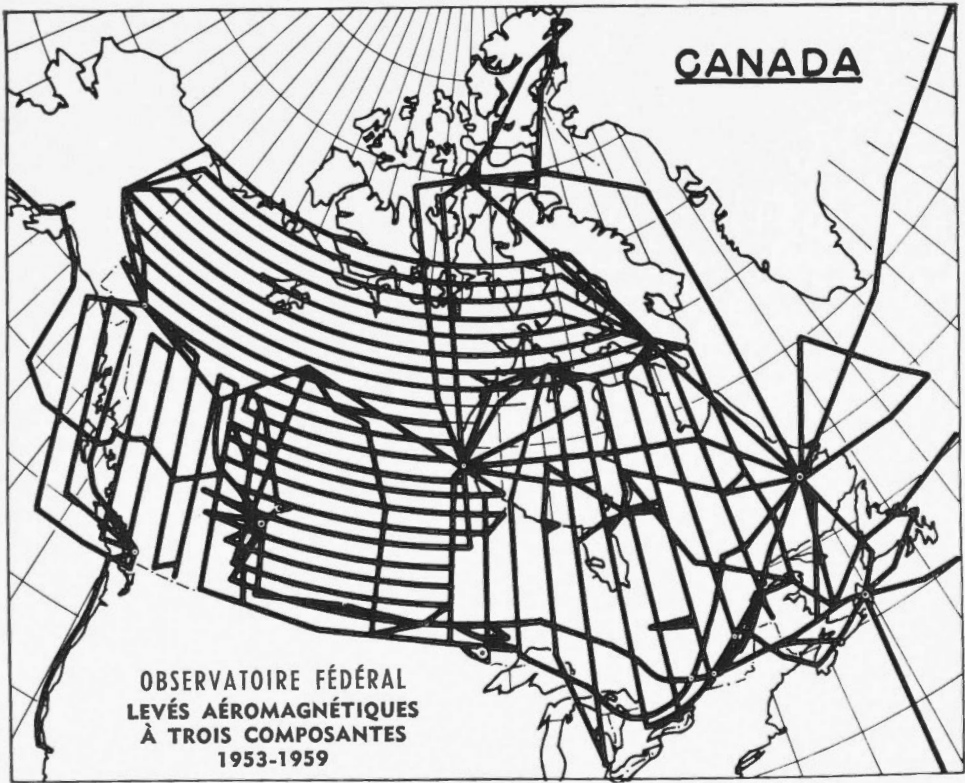 CANADA
OBSERVATOIRE FÉDÉRAL
LEVÉS AÉROMAGNÉTIQUES
À TROIS COMPOSANTES
1953-1959